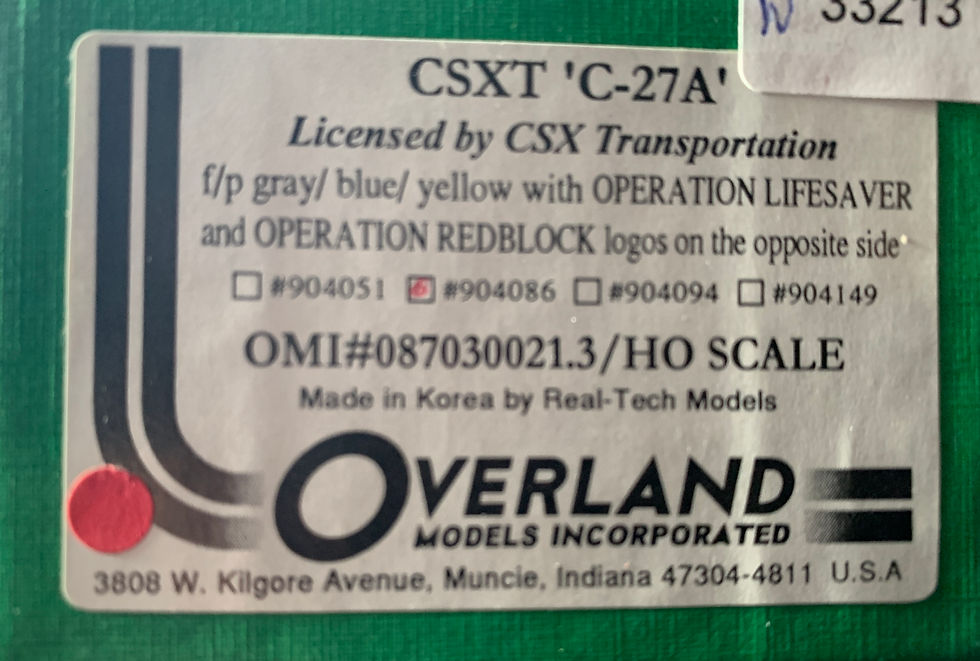 33213
CSXT 'C-27A'
Licensed by CSX Transportation
f/p gray/ blue/ yellow with OPERATION LIFESAVER
and OPERATION REDBLOCK logos on the opposite side
#904051 #904086 #904094 #904149
OMI#087030021.3/HO SCALE
Made in Korea by Real-Tech Models
OVERLAND
MODELS INCORPORATED
3808 W. Kilgore Avenue, Muncie, Indiana 47304-4811 U.S.A